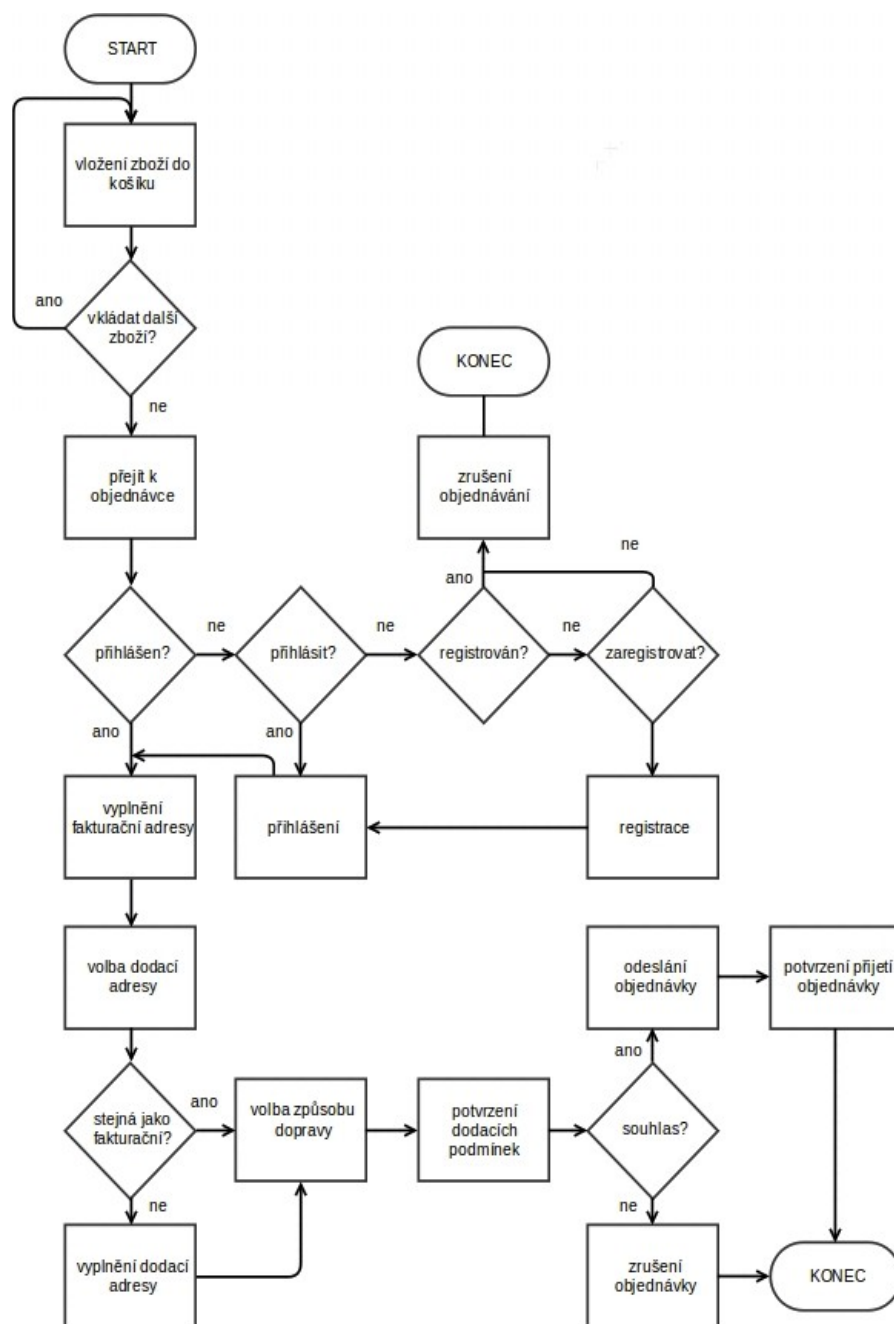 START
vložení zboží do
košíku
ano
vkládat další
zboží?
ne
KONEC
přejít k
objednávce
zrušení
objednávání
ne
ano
přihlášen?
ne
přihlásit?
ne
registrován?
ne
zaregistrovat?
ano
ano
vyplnění
fakturační adresy
přihlášení
registrace
volba dodací
adresy
odeslání
objednávky
potvrzení přijetí
objednávky
ano
stejná jako
fakturační?
ano
volba způsobu
dopravy
potvrzení
dodacích
podmínek
souhlas?
ne
ne
vyplnění dodací
adresy
zrušení
objednávky
KONEC